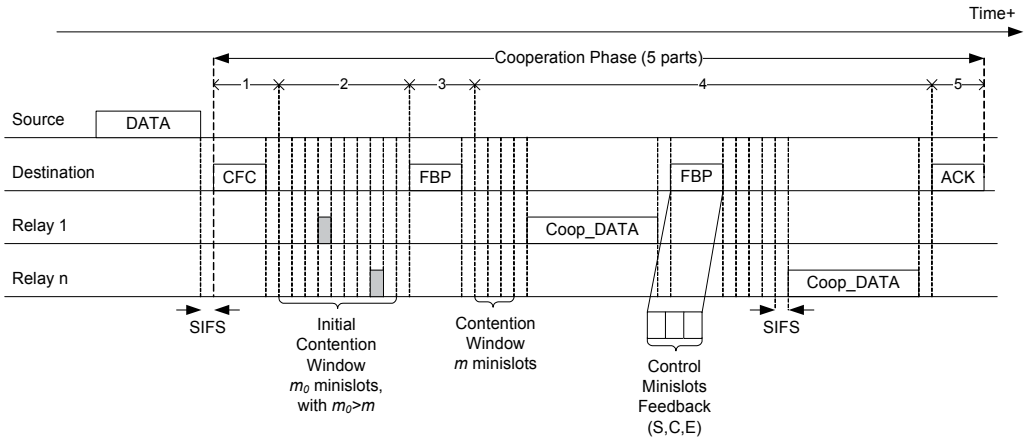 Time+
Cooperation Phase (5 parts)
1
2
3
4
5
Source
DATA
Destination
CFC
FBP
FBP
ACK
Relay 1
Coop_DATA
Relay n
Coop_DATA
SIFS
Initial
Contention
Window
m₀ minislots,
with m₀>m
Contention
Window
m minislots
Control
Minislots
Feedback
(S,C,E)
SIFS